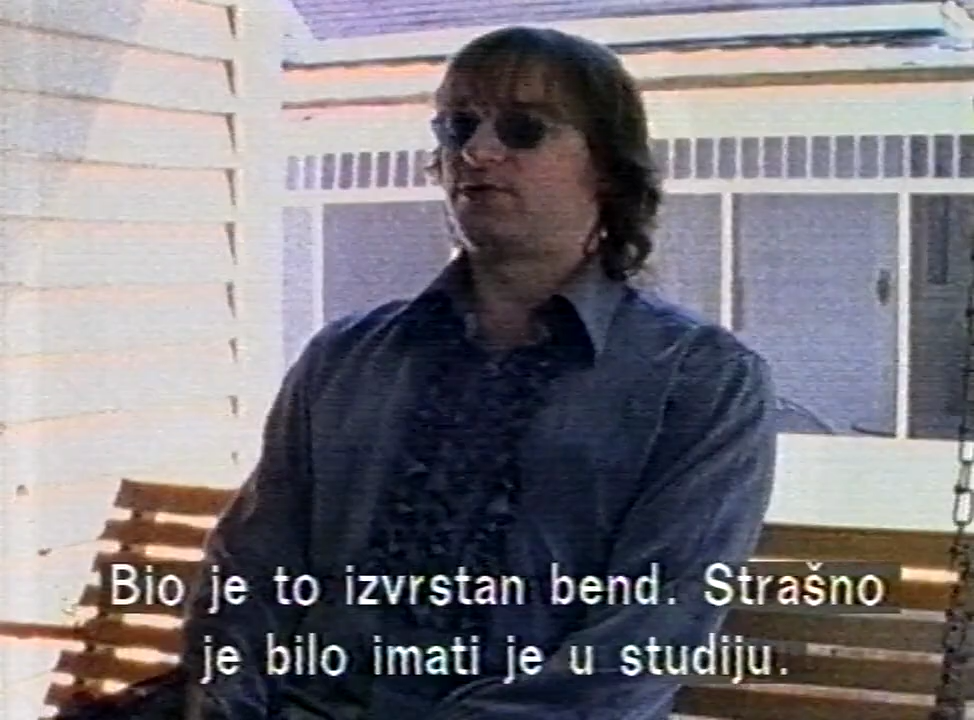 Bio je to izvrstan bend. Strašno
je bilo imati je u studiju.